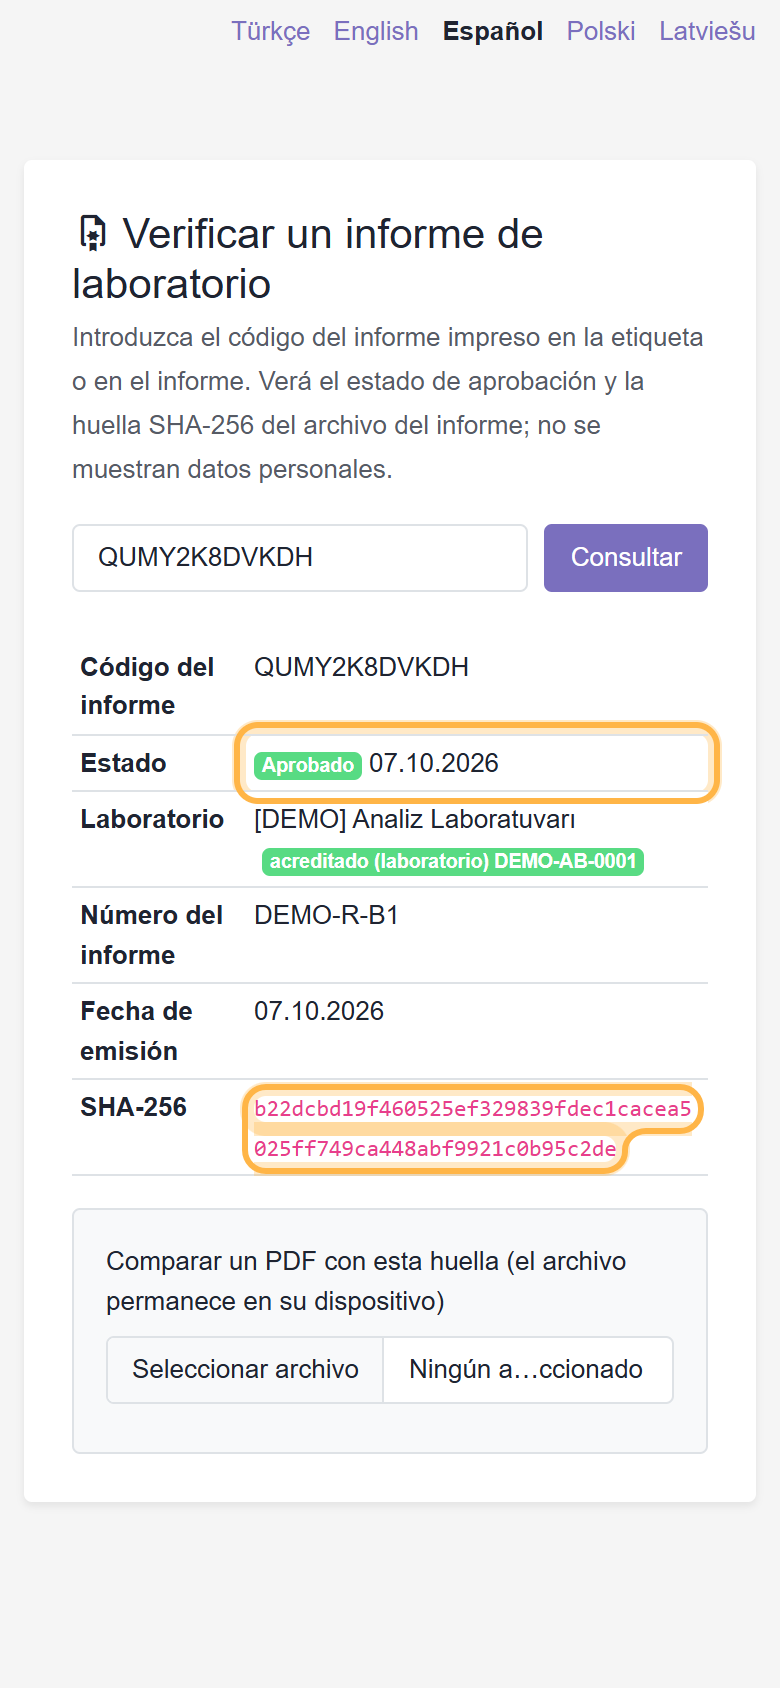 Türkçe English Español Polski Latviešu
Verificar un informe de
laboratorio
Introduzca el código del informe impreso en la etiqueta
o en el informe. Verá el estado de aprobación y la
huella SHA-256 del archivo del informe; no se
muestran datos personales.
QUMY2K8DVKDH Consultar
Código del QUMY2K8DVKDH
informe
Estado Aprobado 07.10.2026
Laboratorio [DEMO] Analiz Laboratuvarı
acreditado (laboratorio) DEMO-AB-0001
Número del DEMO-R-B1
informe
Fecha de 07.10.2026
emisión
SHA-256 b22dcbd19f460525ef329839fdec1cacea5
025ff749ca448abf9921c0b95c2de
Comparar un PDF con esta huella (el archivo
permanece en su dispositivo)
Seleccionar archivo Ningún a…ccionado